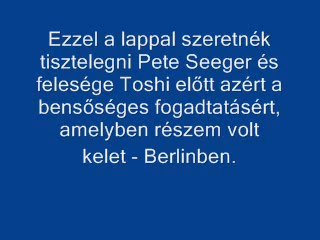 Ezzel a lappal szeretnék
tisztelegni Pete Seeger és
felesége Toshi előtt azért a
bensőséges fogadtatásért,
amelyben részem volt
kelet - Berlinben.